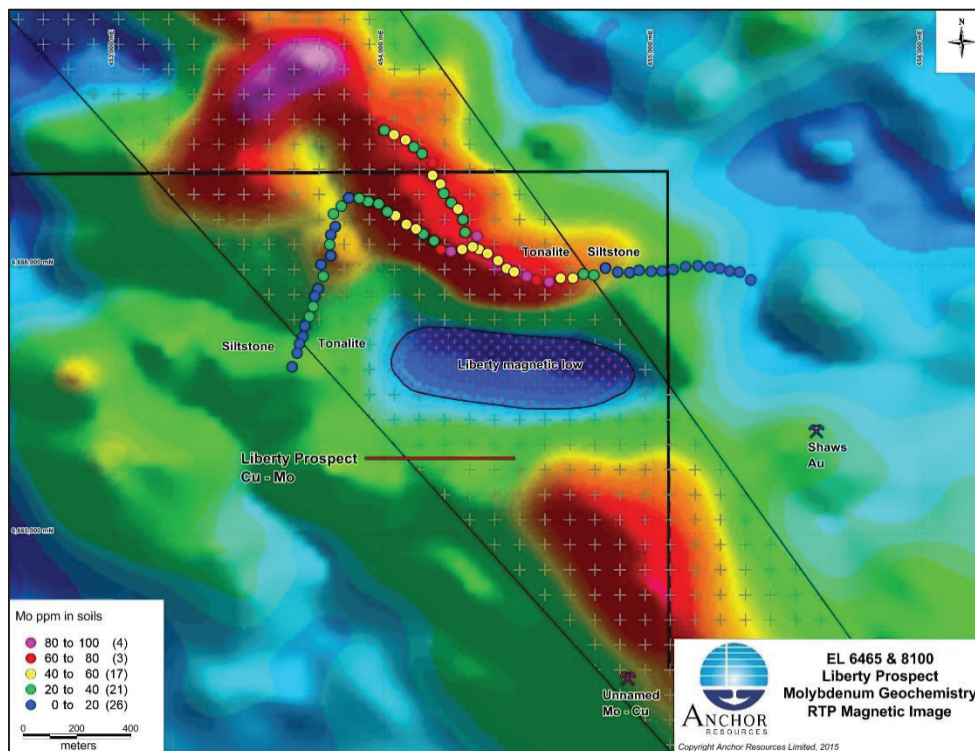 453,000 mE
454,000 mE
455,000 mE
456,000 mE
N
6,666,000 mN
Tonalite
Siltstone
Siltstone
Tonalite
Liberty magnetic low
Liberty Prospect
Cu - Mo
Shaws
Au
6,665,000 mN
Unnamed
Mo - Cu
Mo ppm in soils
80 to 100 (4)
60 to 80 (3)
40 to 60 (17)
20 to 40 (21)
0 to 20 (26)
0 200 400
meters
ANCHOR
RESOURCES
EL 6465 & 8100
Liberty Prospect
Molybdenum Geochemistry
RTP Magnetic Image
Copyright Anchor Resources Limited, 2015